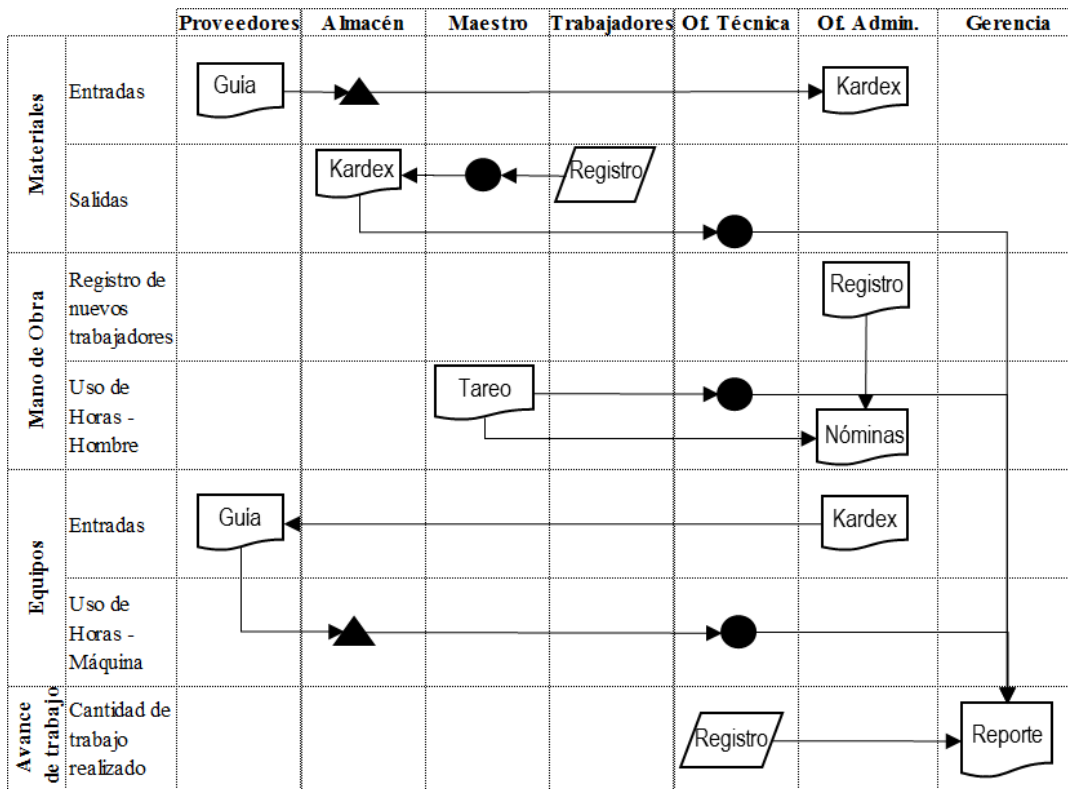 Proveedores Almacén Maestro Trabajadores Of. Técnica Of. Admin. Gerencia
Materiales
Entradas
Guía
Kardex
Salidas
Kardex
Registro
Mano de Obra
Registro de
nuevos
trabajadores
Registro
Uso de
Horas -
Hombre
Tareo
Nóminas
Equipos
Entradas
Guía
Kardex
Uso de
Horas -
Máquina
Avance
de trabajo
Cantidad de
trabajo
realizado
Registro
Reporte